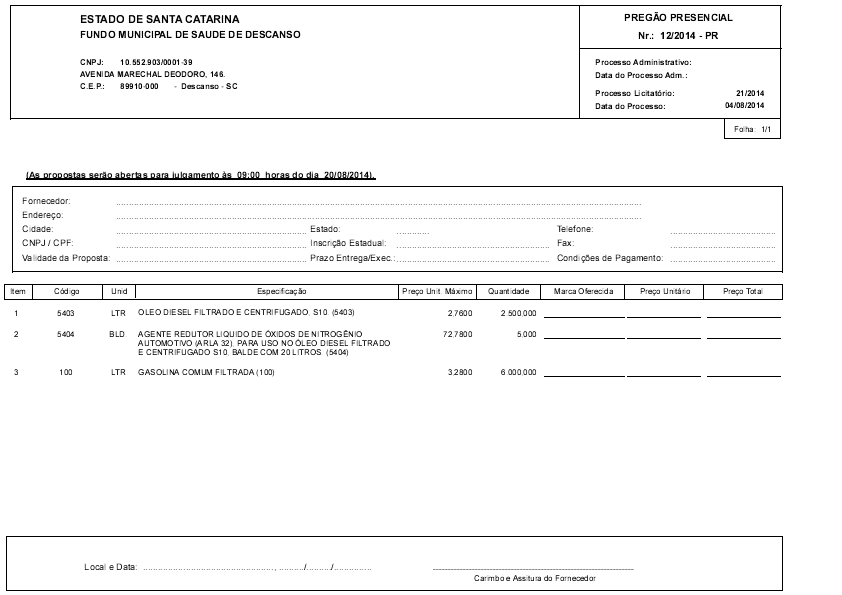 ESTADO DE SANTA CATARINA
FUNDO MUNICIPAL DE SAUDE DE DESCANSO
CNPJ: 10.552.903/0001-39
AVENIDA MARECHAL DEODORO, 146.
C.E.P.: 89910-000 - Descanso - SC
PREGÃO PRESENCIAL
Nr.: 12/2014 - PR
Processo Administrativo:
Data do Processo Adm.:
Processo Licitatório: 21/2014
Data do Processo: 04/08/2014
Folha: 1/1
(As propostas serão abertas para julgamento às 09:00 horas do dia 20/08/2014).
Fornecedor:
Endereço:
Cidade: Estado: Telefone:
CNPJ / CPF: Inscrição Estadual: Fax:
Validade da Proposta: Prazo Entrega/Exec.: Condições de Pagamento:
Item Código Unid Especificação Preço Unit. Máximo Quantidade Marca Oferecida Preço Unitário Preço Total
1 5403 LTR OLEO DIESEL FILTRADO E CENTRIFUGADO, S10. (5403) 2,7600 2.500,000
2 5404 BLD. AGENTE REDUTOR LIQUIDO DE ÓXIDOS DE NITROGÊNIO 72,7800 5,000
AUTOMOTIVO (ARLA 32), PARA USO NO ÓLEO DIESEL FILTRADO
E CENTRIFUGADO S10, BALDE COM 20 LITROS. (5404)
3 100 LTR GASOLINA COMUM FILTRADA (100) 3,2800 6.000,000
Local e Data: , / /
Carimbo e Assitura do Fornecedor